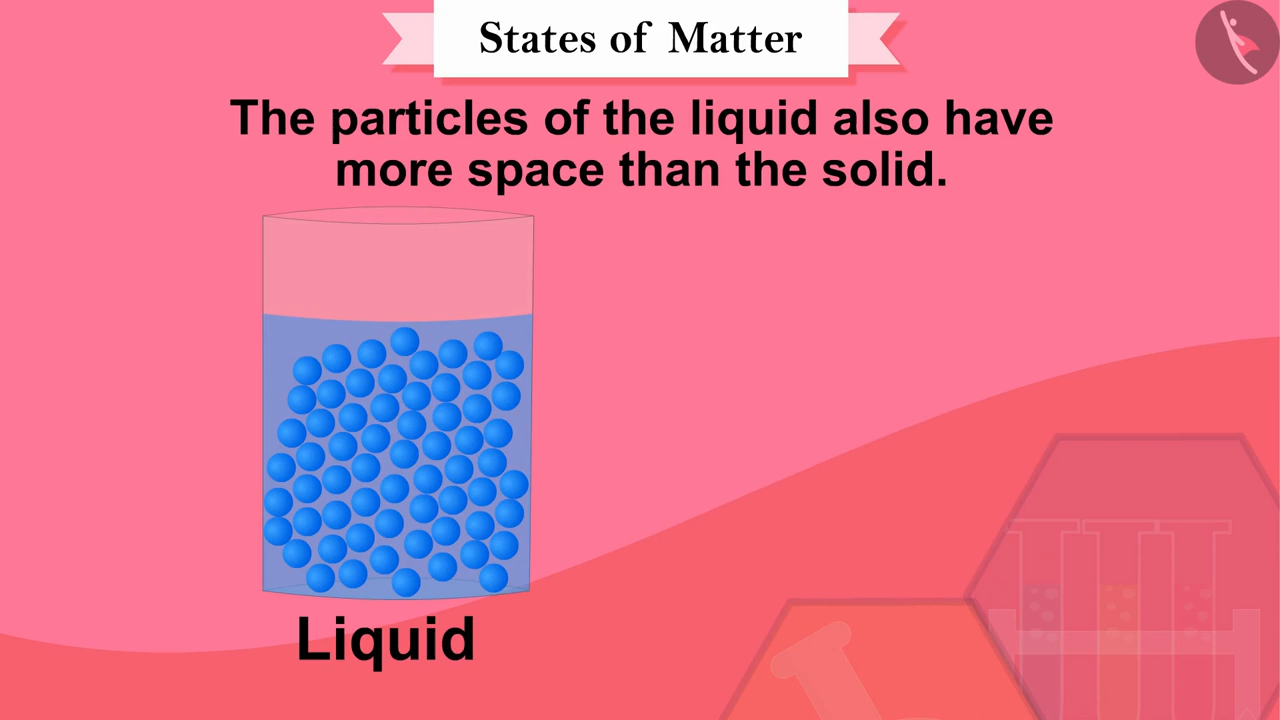 States of Matter
The particles of the liquid also have
more space than the solid.
Liquid